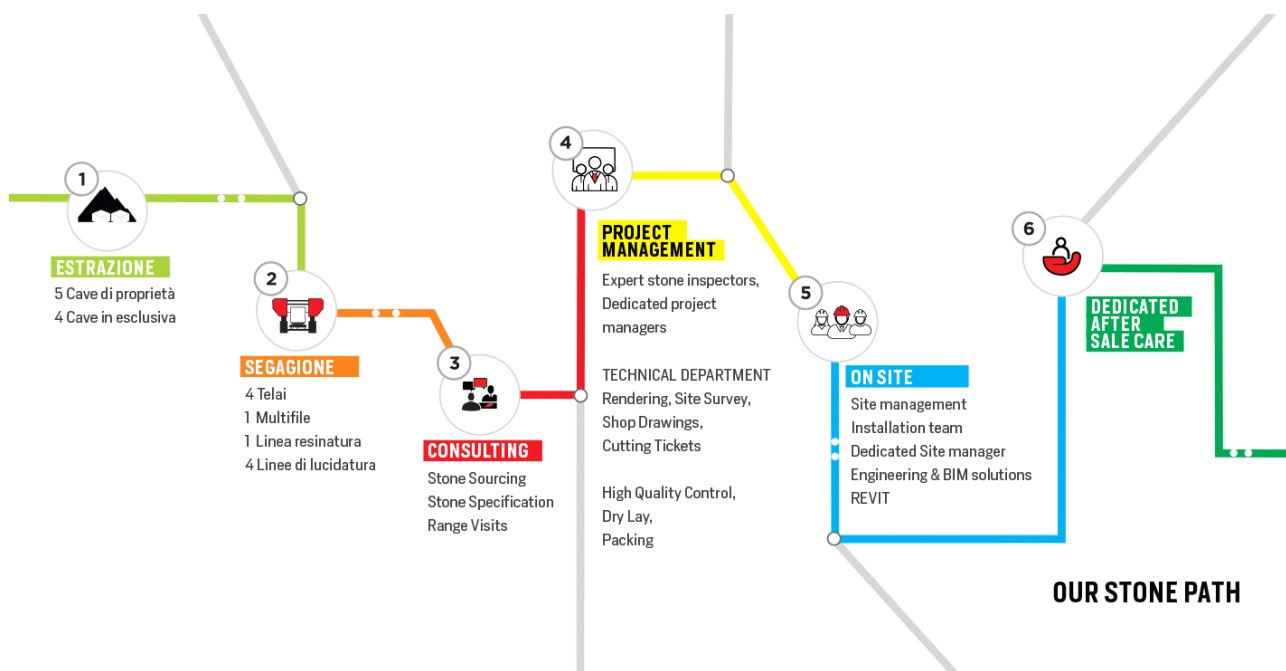 1
ESTRAZIONE
5 Cave di proprietà
4 Cave in esclusiva
2
SEGAGIONE
4 Telai
1 Multifile
1 Linea resinatura
4 Linee di lucidatura
3
CONSULTING
Stone Sourcing
Stone Specification
Range Visits
4
PROJECT
MANAGEMENT
Expert stone inspectors,
Dedicated project
managers
TECHNICAL DEPARTMENT
Rendering, Site Survey,
Shop Drawings,
Cutting Tickets
High Quality Control,
Dry Lay,
Packing
5
ON SITE
Site management
Installation team
Dedicated Site manager
Engineering & BIM solutions
REVIT
6
DEDICATED
AFTER
SALE CARE
OUR STONE PATH